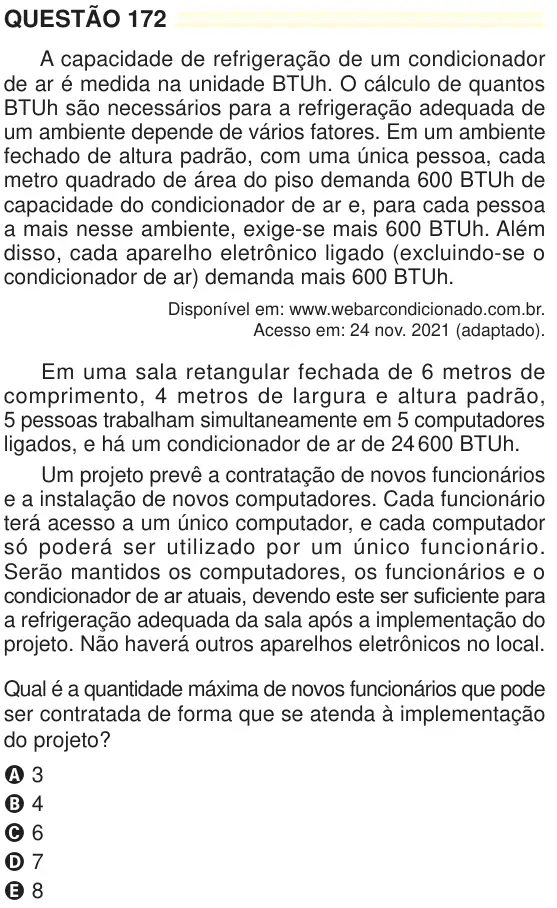 QUESTÃO 172
A capacidade de refrigeração de um condicionador
de ar é medida na unidade BTUh. O cálculo de quantos
BTUh são necessários para a refrigeração adequada de
um ambiente depende de vários fatores. Em um ambiente
fechado de altura padrão, com uma única pessoa, cada
metro quadrado de área do piso demanda 600 BTUh de
capacidade do condicionador de ar e, para cada pessoa
a mais nesse ambiente, exige-se mais 600 BTUh. Além
disso, cada aparelho eletrônico ligado (excluindo-se o
condicionador de ar) demanda mais 600 BTUh.
Disponível em: www.webarcondicionado.com.br.
Acesso em: 24 nov. 2021 (adaptado).
Em uma sala retangular fechada de 6 metros de
comprimento, 4 metros de largura e altura padrão,
5 pessoas trabalham simultaneamente em 5 computadores
ligados, e há um condicionador de ar de 24 600 BTUh.
Um projeto prevê a contratação de novos funcionários
e a instalação de novos computadores. Cada funcionário
terá acesso a um único computador, e cada computador
só poderá ser utilizado por um único funcionário.
Serão mantidos os computadores, os funcionários e o
condicionador de ar atuais, devendo este ser suficiente para
a refrigeração adequada da sala após a implementação do
projeto. Não haverá outros aparelhos eletrônicos no local.
Qual é a quantidade máxima de novos funcionários que pode
ser contratada de forma que se atenda à implementação
do projeto?
A 3
B 4
C 6
D 7
E 8